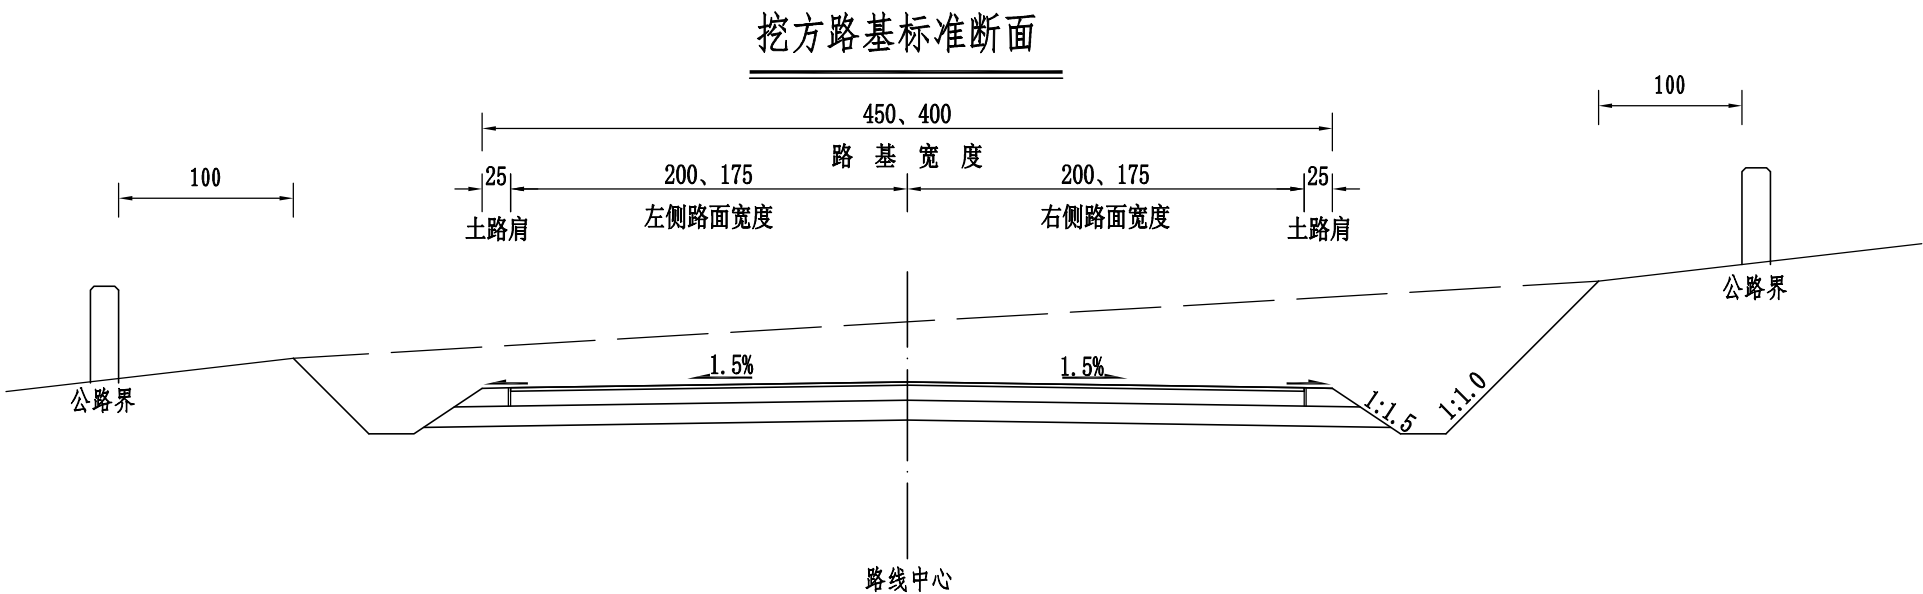 挖方路基标准断面
100
450、400
路基宽度
100
25
200、175
200、175
25
土路肩
左侧路面宽度
右侧路面宽度
土路肩
公路界
1.5%
1.5%
公路界
1:1.5
1:1.0
路线中心